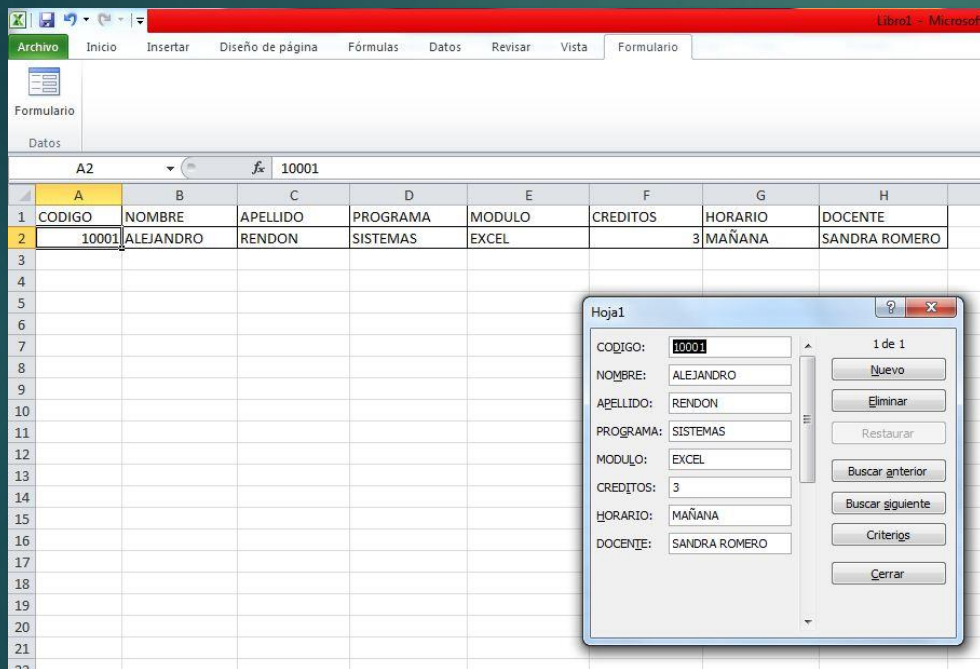 Libro1 - Microsoft
Archivo Inicio Insertar Diseño de página Fórmulas Datos Revisar Vista Formulario
Formulario
Datos
A2 fx 10001
A B C D E F G H
1 CODIGO NOMBRE APELLIDO PROGRAMA MODULO CREDITOS HORARIO DOCENTE
2 10001 ALEJANDRO RENDON SISTEMAS EXCEL 3 MAÑANA SANDRA ROMERO
3
4
5
6
7
8
9
10
11
12
13
14
15
16
17
18
19
20
21
Hoja1
CODIGO: 10001 1 de 1
NOMBRE: ALEJANDRO Nuevo
APELLIDO: RENDON Eliminar
PROGRAMA: SISTEMAS Restaurar
MODULO: EXCEL Buscar anterior
CREDITOS: 3 Buscar siguiente
HORARIO: MAÑANA Criterios
DOCENTE: SANDRA ROMERO Cerrar